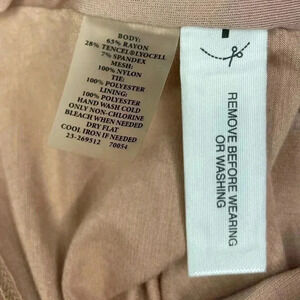 BODY:
65% RAYON
28% TENCEL®LYOCELL
7% SPANDEX
MESH:
100% NYLON
TIE:
100% POLYESTER
LINING:
100% POLYESTER
HAND WASH COLD
ONLY NON-CHLORINE
BLEACH WHEN NEEDED
DRY FLAT
COOL IRON IF NEEDED
23-269512 70054
REMOVE BEFORE WEARING
OR WASHING